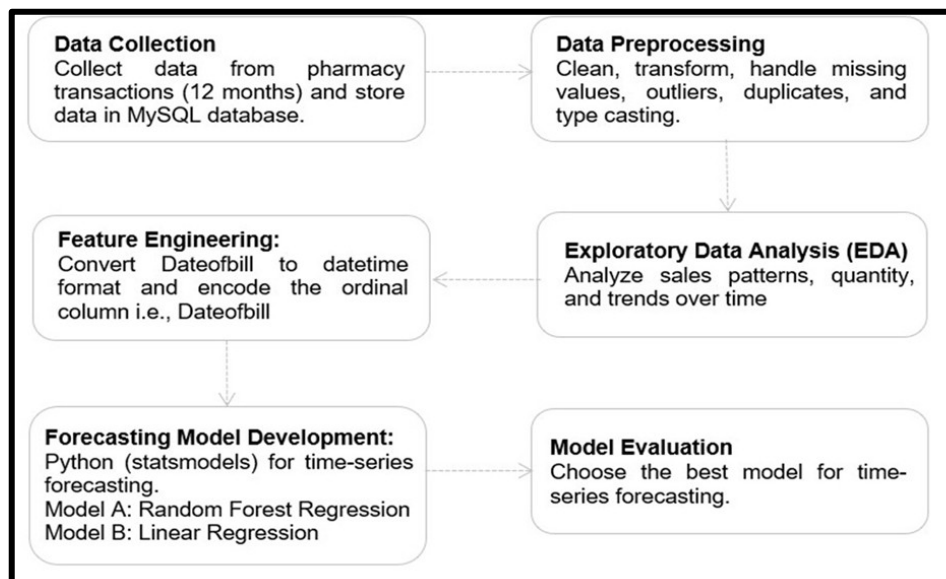 Data Collection
Collect data from pharmacy
transactions (12 months) and store
data in MySQL database.
Data Preprocessing
Clean, transform, handle missing
values, outliers, duplicates, and
type casting.
Exploratory Data Analysis (EDA)
Analyze sales patterns, quantity,
and trends over time
Feature Engineering:
Convert Dateofbill to datetime
format and encode the ordinal
column i.e., Dateofbill
Forecasting Model Development:
Python (statsmodels) for time-series
forecasting.
Model A: Random Forest Regression
Model B: Linear Regression
Model Evaluation
Choose the best model for time-
series forecasting.